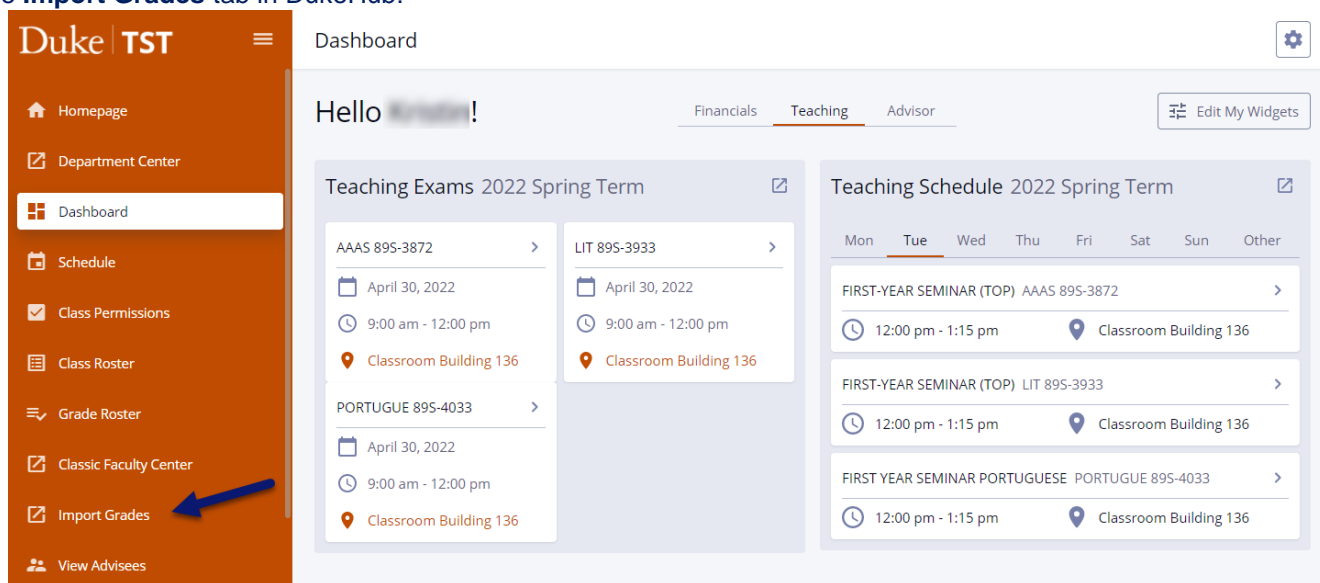 Import Grades tab in DukeHub.
Duke TST
Dashboard
Homepage
Department Center
Dashboard
Schedule
Class Permissions
Class Roster
Grade Roster
Classic Faculty Center
Import Grades
View Advisees
Hello !
Financials Teaching Advisor
Edit My Widgets
Teaching Exams 2022 Spring Term
AAAS 89S-3872
April 30, 2022
9:00 am - 12:00 pm
Classroom Building 136
LIT 89S-3933
April 30, 2022
9:00 am - 12:00 pm
Classroom Building 136
PORTUGUE 89S-4033
April 30, 2022
9:00 am - 12:00 pm
Classroom Building 136
Teaching Schedule 2022 Spring Term
Mon Tue Wed Thu Fri Sat Sun Other
FIRST-YEAR SEMINAR (TOP) AAAS 89S-3872
12:00 pm - 1:15 pm Classroom Building 136
FIRST-YEAR SEMINAR (TOP) LIT 89S-3933
12:00 pm - 1:15 pm Classroom Building 136
FIRST YEAR SEMINAR PORTUGUESE PORTUGUE 89S-4033
12:00 pm - 1:15 pm Classroom Building 136